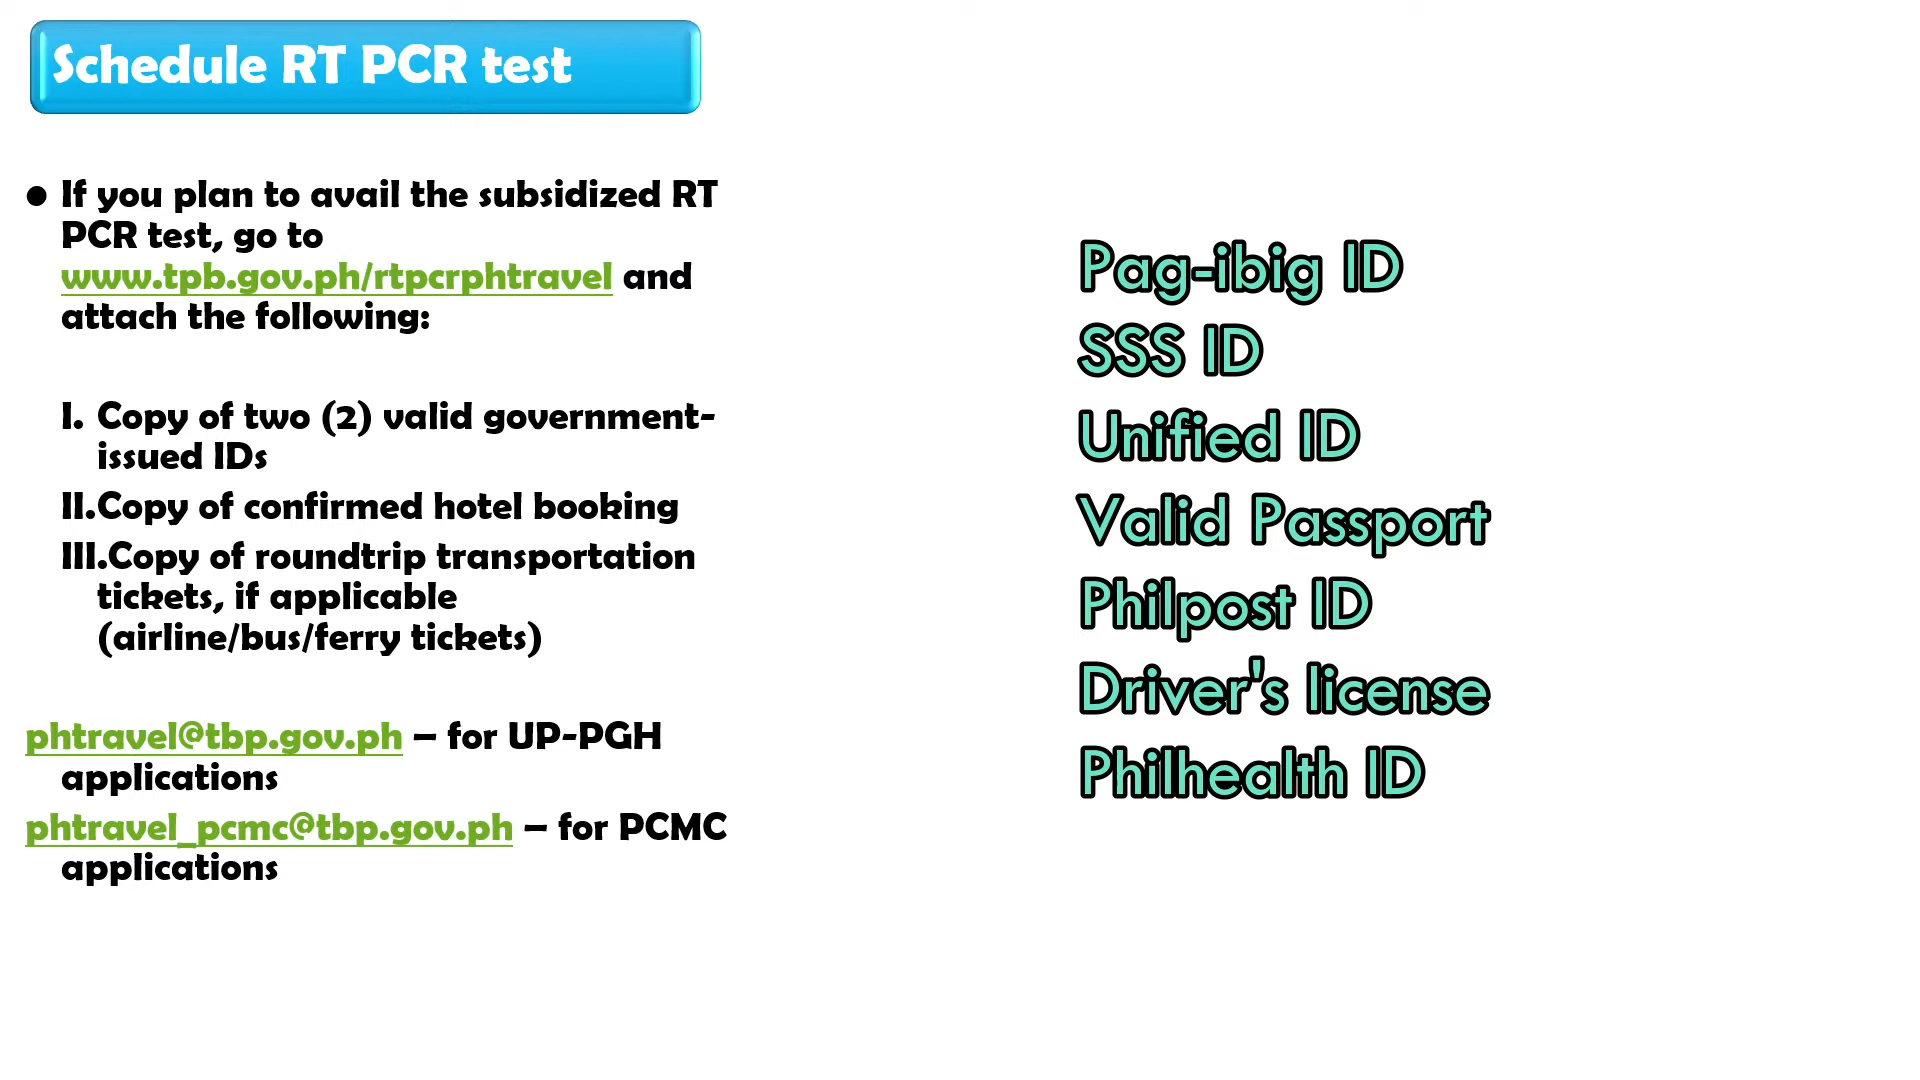 Schedule RT PCR test
• If you plan to avail the subsidized RT
PCR test, go to
www.tpb.gov.ph/rtpcrphtravel and
attach the following:
I. Copy of two (2) valid government-
issued IDs
II.Copy of confirmed hotel booking
III.Copy of roundtrip transportation
tickets, if applicable
(airline/bus/ferry tickets)
phtravel@tbp.gov.ph – for UP-PGH
applications
phtravel_pcmc@tbp.gov.ph – for PCMC
applications
Pag-ibig ID
SSS ID
Unified ID
Valid Passport
Philpost ID
Driver's license
Philhealth ID